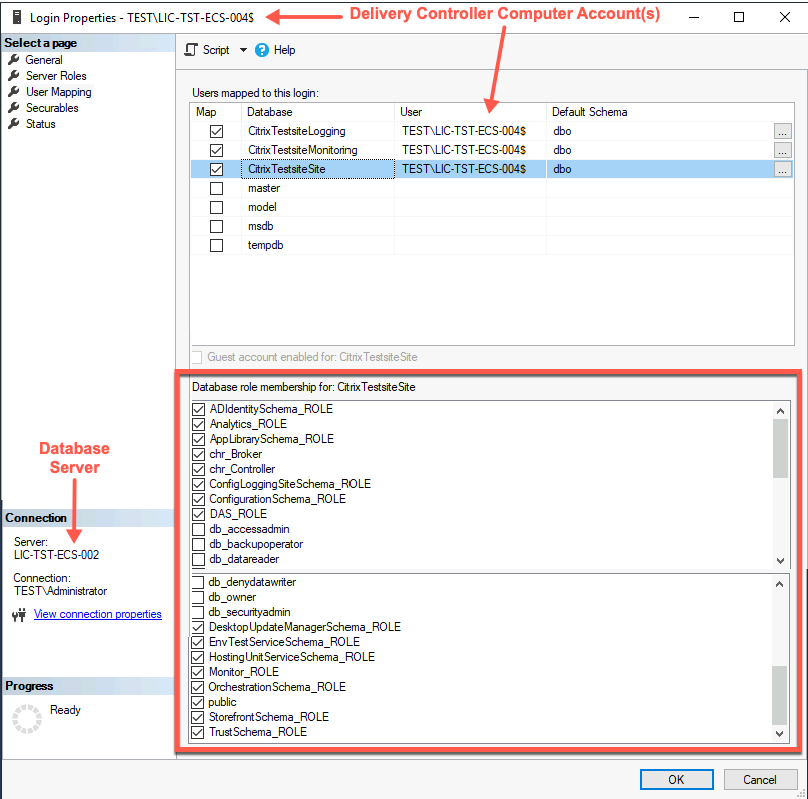 Login Properties - TEST\LIC-TST-ECS-004$
Delivery Controller Computer Account(s)
Select a page
General
Server Roles
User Mapping
Securables
Status
Script
Help
Users mapped to this login:
Map Database User Default Schema
CitrixTestsiteLogging TEST\LIC-TST-ECS-004$ dbo ...
CitrixTestsiteMonitoring TEST\LIC-TST-ECS-004$ dbo ...
CitrixTestsiteSite TEST\LIC-TST-ECS-004$ dbo ...
master
model
msdb
tempdb
Guest account enabled for: CitrixTestsiteSite
Database role membership for: CitrixTestsiteSite
ADIdentitySchema_ROLE
Analytics_ROLE
AppLibrarySchema_ROLE
chr_Broker
chr_Controller
ConfigLoggingSiteSchema_ROLE
ConfigurationSchema_ROLE
DAS_ROLE
db_accessadmin
db_backupoperator
db_datareader
db_denydatawriter
db_owner
db_securityadmin
DesktopUpdateManagerSchema_ROLE
EnvTestServiceSchema_ROLE
HostingUnitServiceSchema_ROLE
Monitor_ROLE
OrchestrationSchema_ROLE
public
StorefrontSchema_ROLE
TrustSchema_ROLE
Database
Server
Connection
Server:
LIC-TST-ECS-002
Connection:
TEST\Administrator
View connection properties
Progress
Ready
OK
Cancel